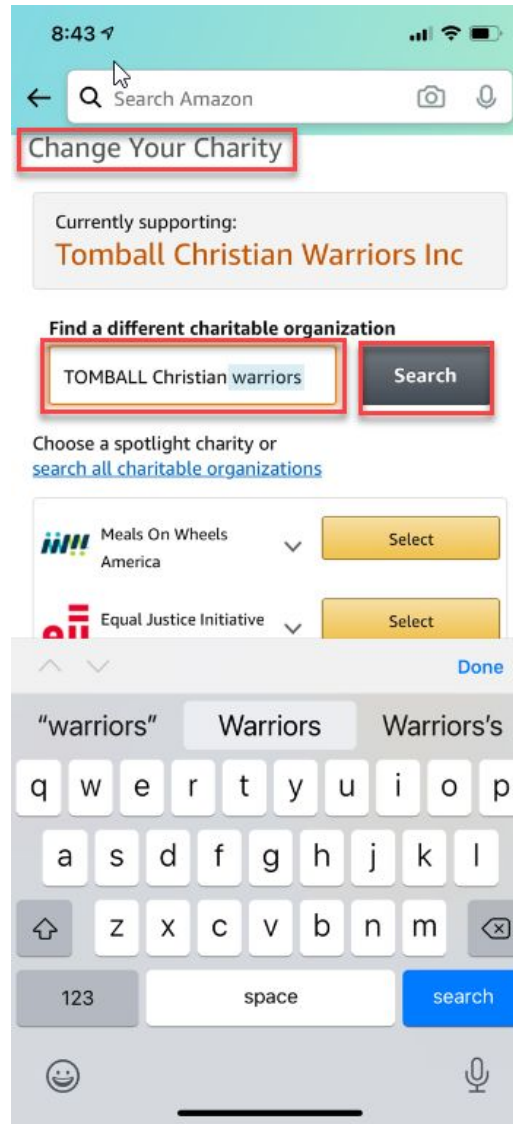 8:43
Search Amazon
Change Your Charity
Currently supporting:
Tomball Christian Warriors Inc
Find a different charitable organization
TOMBALL Christian warriors
Search
Choose a spotlight charity or
search all charitable organizations
Meals On Wheels
America
Select
Equal Justice Initiative
Select
eji
Done
“warriors”
Warriors
Warriors’s
q w e r t y u i o p
a s d f g h j k l
z x c v b n m
123
space
search